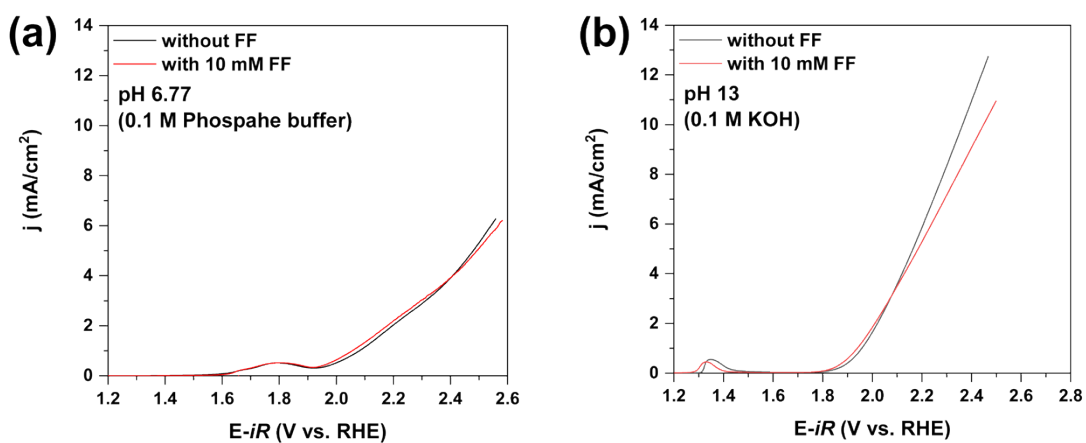 (a)
14
12
10
8
6
4
2
0
j (mA/cm²)
without FF
with 10 mM FF
pH 6.77
(0.1 M Phospahe buffer)
1.2 1.4 1.6 1.8 2.0 2.2 2.4 2.6
E-iR (V vs. RHE)
(b)
14
12
10
8
6
4
2
0
j (mA/cm²)
without FF
with 10 mM FF
pH 13
(0.1 M KOH)
1.2 1.4 1.6 1.8 2.0 2.2 2.4 2.6 2.8
E-iR (V vs. RHE)